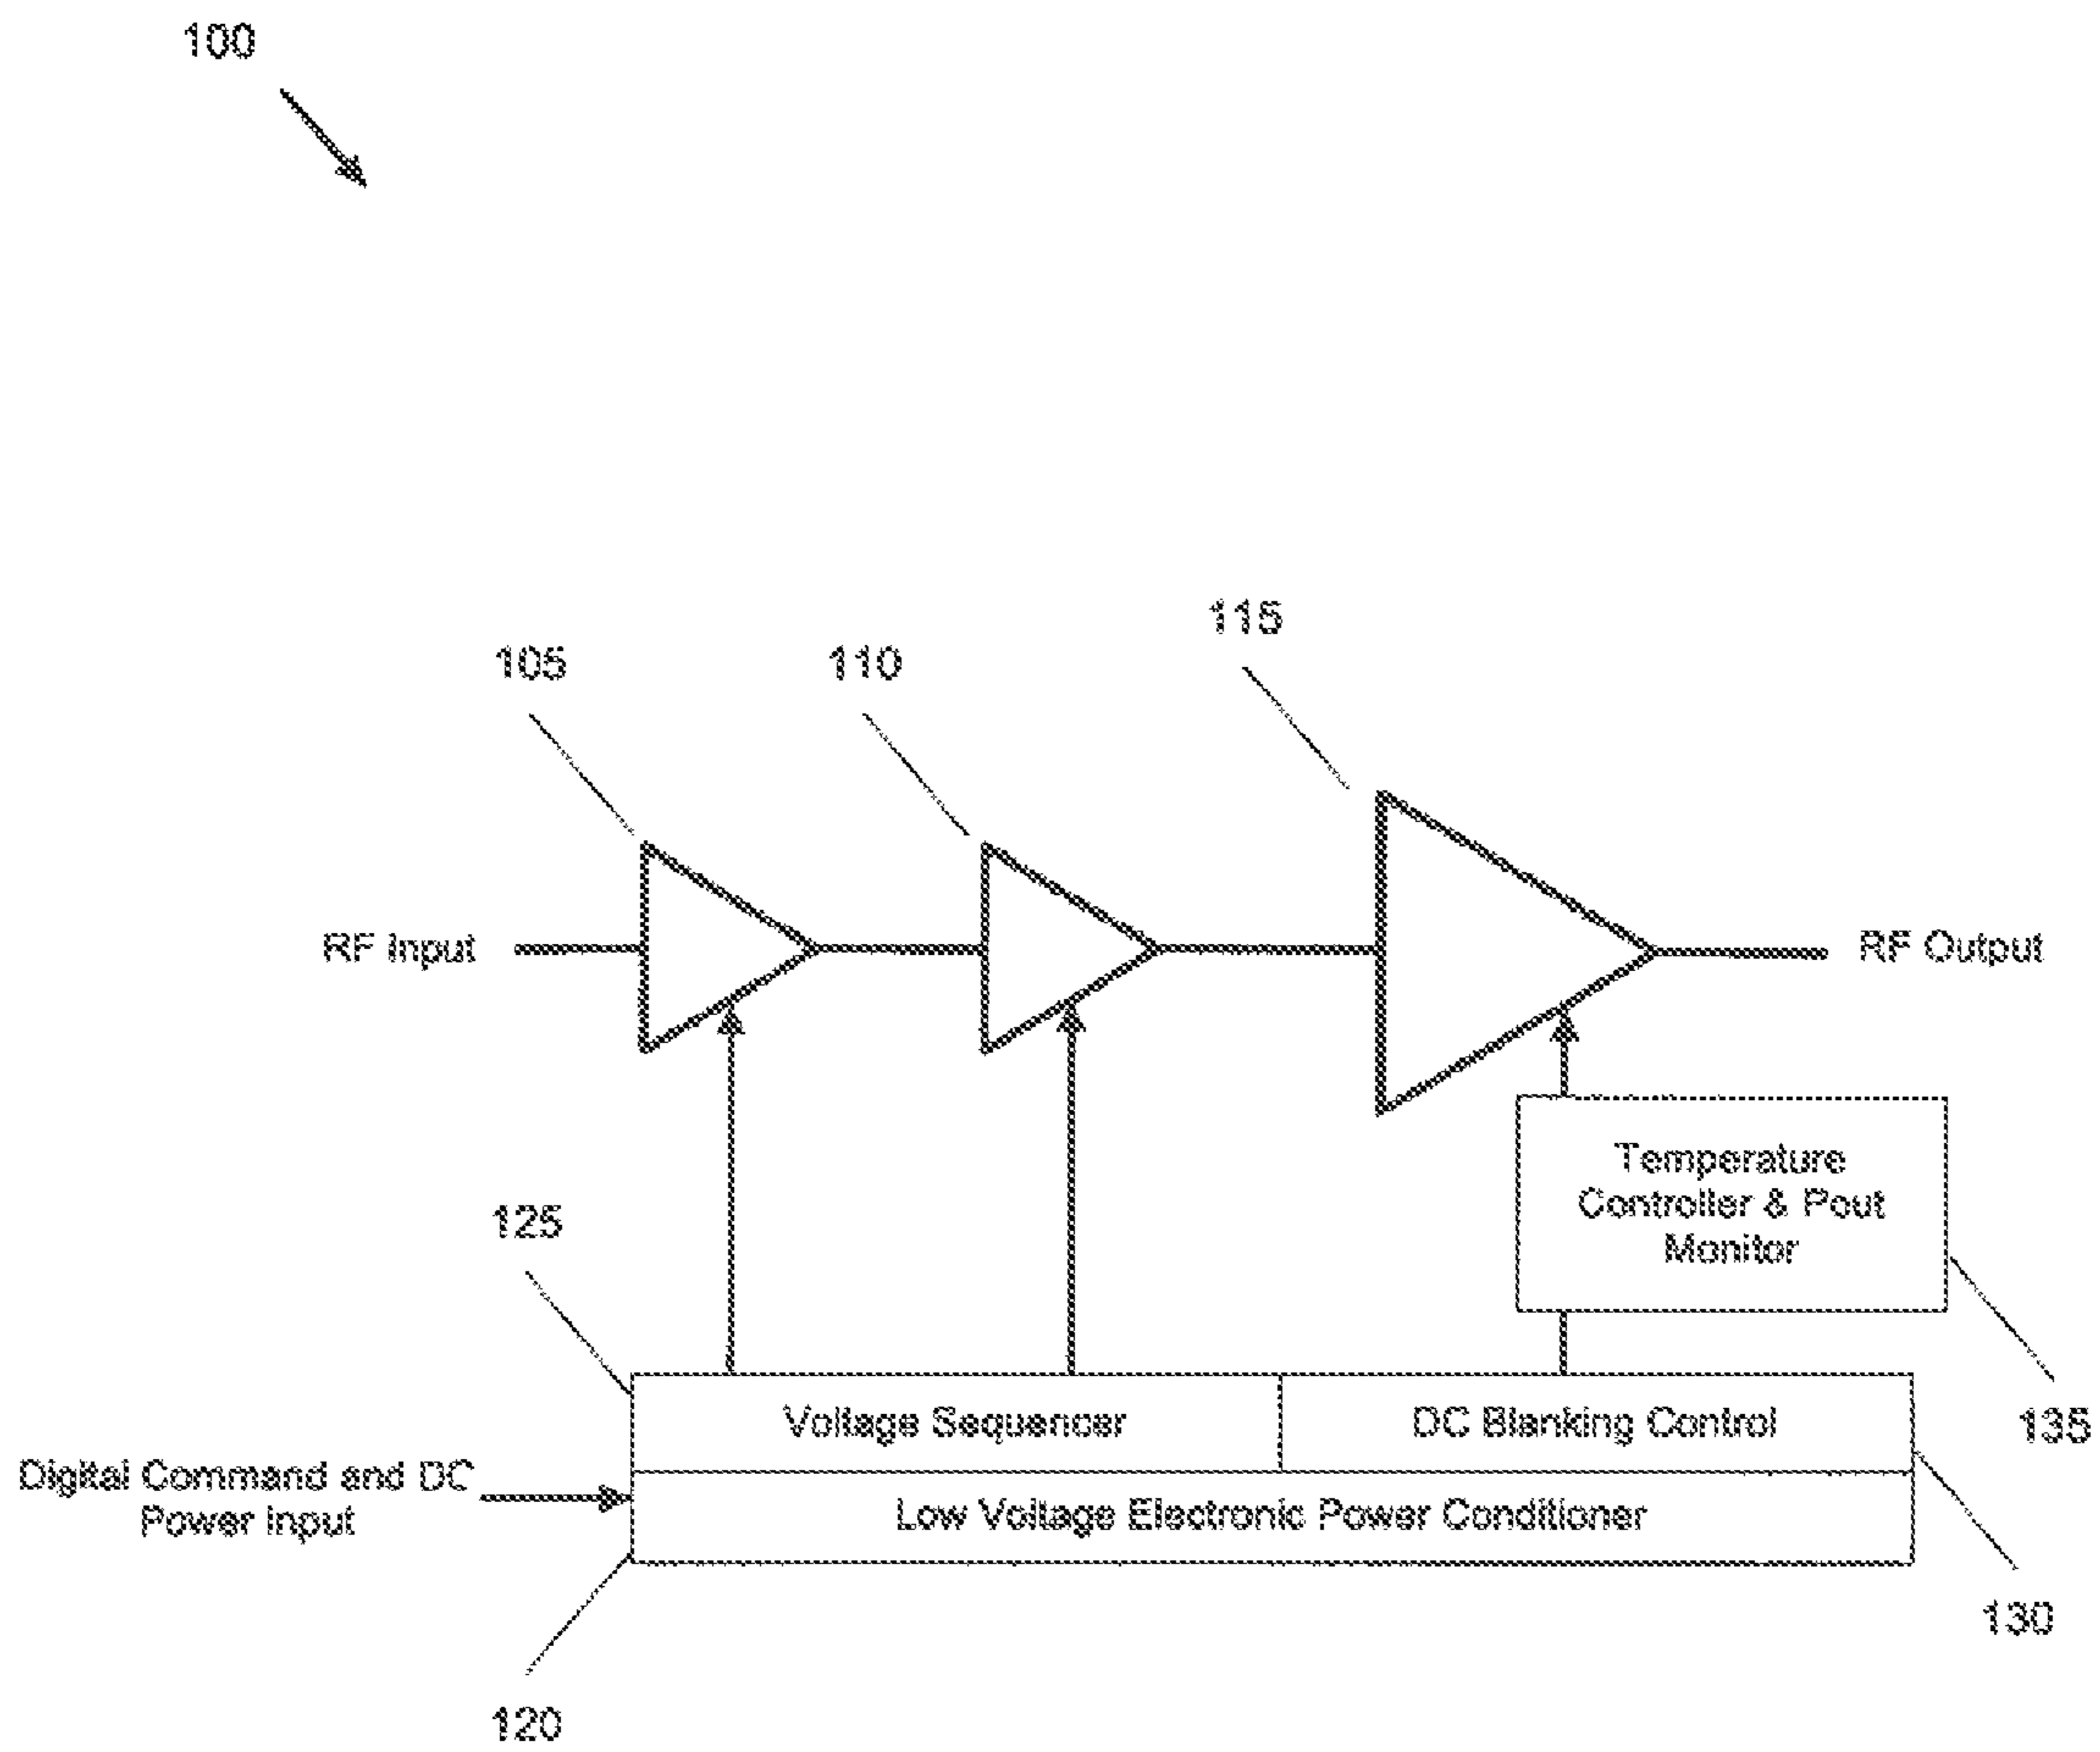 100
115
105
110
RF Input
RF Output
Temperature
Controller & Pout
Monitor
125
Voltage Sequencer
DC Blanking Control
135
Digital Command and DC
Power Input
Low Voltage Electronic Power Conditioner
130
120